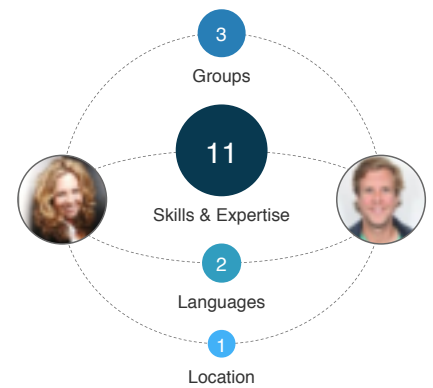 3
Groups
11
Skills & Expertise
2
Languages
1
Location